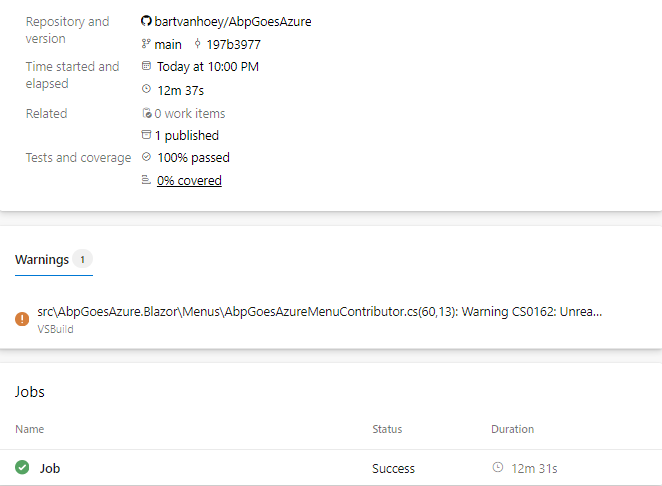 Repository and version
bartvanhoey/AbpGoesAzure
main 197b3977
Time started and elapsed
Today at 10:00 PM
12m 37s
Related
0 work items
1 published
Tests and coverage
100% passed
0% covered
Warnings 1
src\AbpGoesAzure.Blazor\Menus\AbpGoesAzureMenuContributor.cs(60,13): Warning CS0162: Unrea...
VSBuild
Jobs
Name Status Duration
Job Success 12m 31s